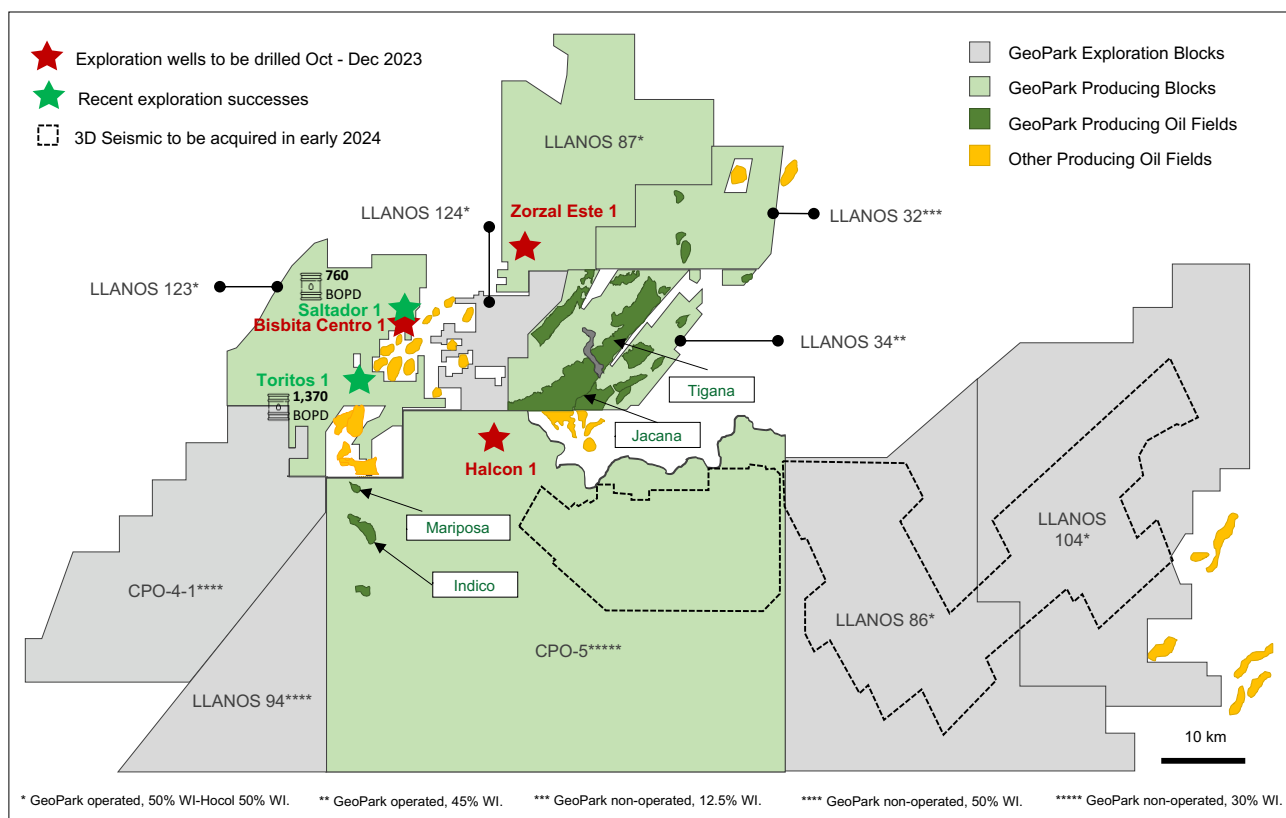 Exploration wells to be drilled Oct - Dec 2023
Recent exploration successes
3D Seismic to be acquired in early 2024
GeoPark Exploration Blocks
GeoPark Producing Blocks
GeoPark Producing Oil Fields
Other Producing Oil Fields
LLANOS 87*
LLANOS 124*
Zorzal Este 1
LLANOS 32***
LLANOS 123*
760
BOPD
Saltador 1
Bisbita Centro 1
LLANOS 34**
Tigana
Toritos 1
1,370
BOPD
Jacana
Halcon 1
Mariposa
Indico
LLANOS
104*
CPO-4-1****
LLANOS 86*
CPO-5*****
LLANOS 94****
10 km
* GeoPark operated, 50% WI-Hocol 50% WI.
** GeoPark operated, 45% WI.
*** GeoPark non-operated, 12.5% WI.
**** GeoPark non-operated, 50% WI.
***** GeoPark non-operated, 30% WI.